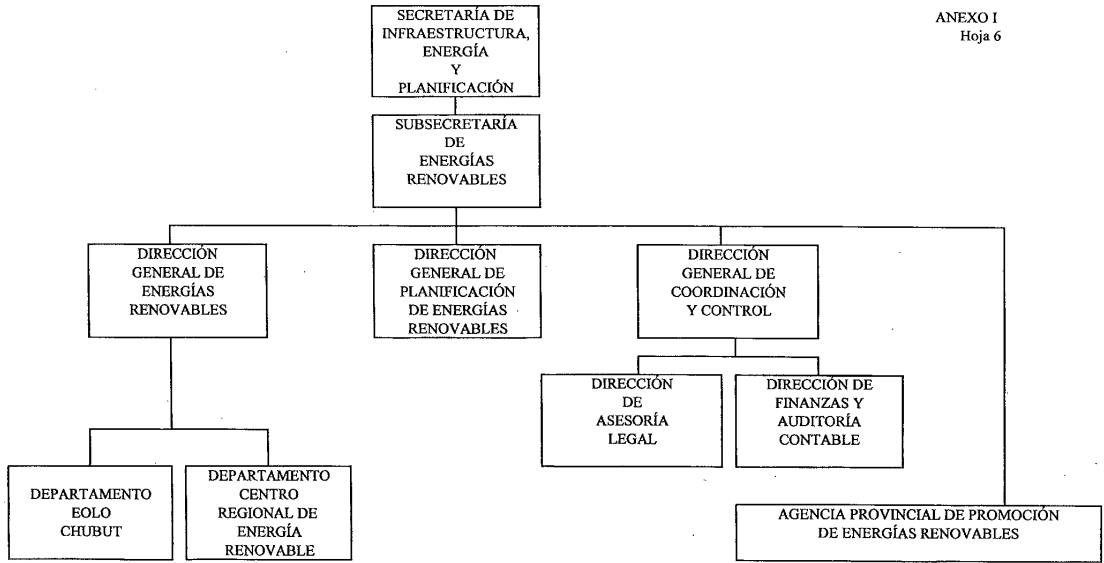 ANEXO I
Hoja 6
SECRETARÍA DE
INFRAESTRUCTURA,
ENERGÍA
Y
PLANIFICACIÓN
SUBSECRETARÍA
DE
ENERGÍAS
RENOVABLES
DIRECCIÓN
GENERAL DE
ENERGÍAS
RENOVABLES
DIRECCIÓN
GENERAL DE
PLANIFICACIÓN
DE ENERGÍAS
RENOVABLES
DIRECCIÓN
GENERAL DE
COORDINACIÓN
Y CONTROL
DIRECCIÓN
DE
ASESORÍA
LEGAL
DIRECCIÓN DE
FINANZAS Y
AUDITORÍA
CONTABLE
DEPARTAMENTO
EOLO
CHUBUT
DEPARTAMENTO
CENTRO
REGIONAL DE
ENERGÍA
RENOVABLE
AGENCIA PROVINCIAL DE PROMOCIÓN
DE ENERGÍAS RENOVABLES